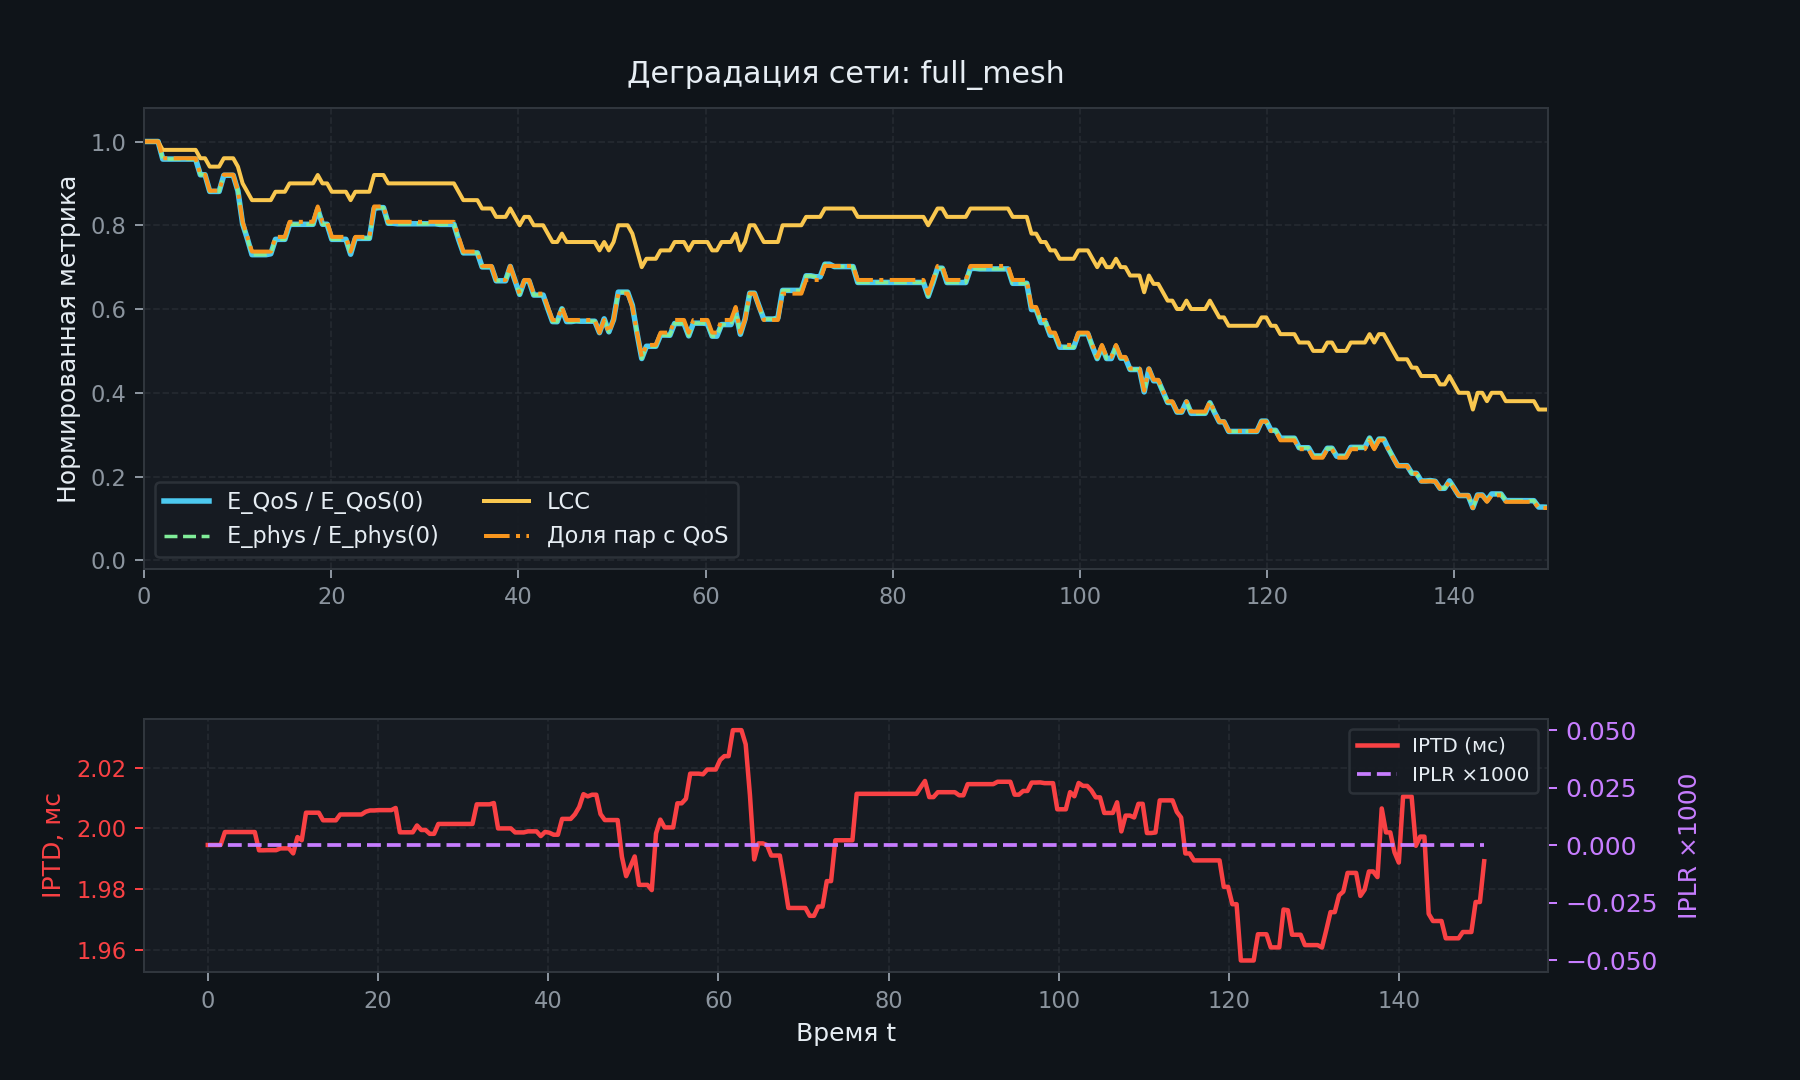 Деградация сети: full_mesh
Нормированная метрика
1.0
0.8
0.6
0.4
0.2
0.0
E_QoS / E_QoS(0)
E_phys / E_phys(0)
LCC
Доля пар с QoS
0 20 40 60 80 100 120 140
IPTD, мс
2.02
2.00
1.98
1.96
IPTD (мс)
IPLR ×1000
0.050
0.025
0.000
−0.025
−0.050
IPLR ×1000
0 20 40 60 80 100 120 140
Время t